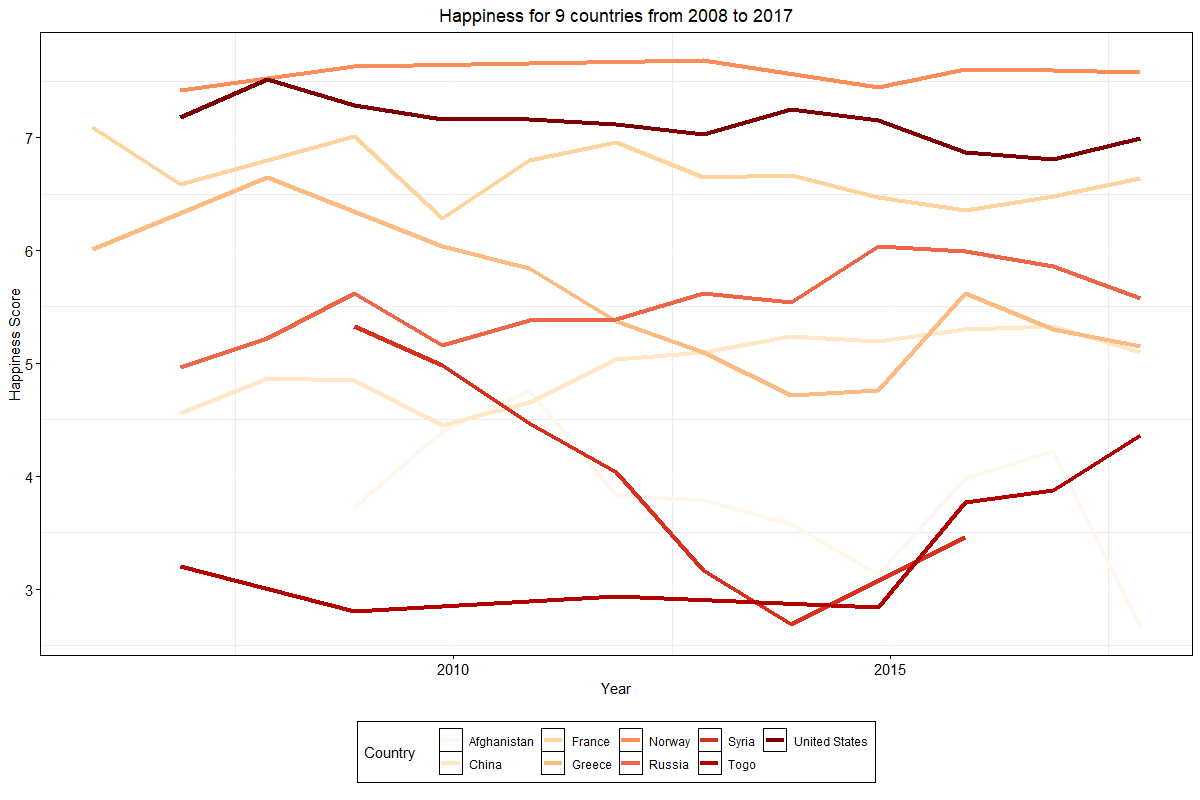 Happiness for 9 countries from 2008 to 2017
Happiness Score
7
6
5
4
3
2010
2015
Year
Country
Afghanistan
France
Norway
Syria
United States
China
Greece
Russia
Togo